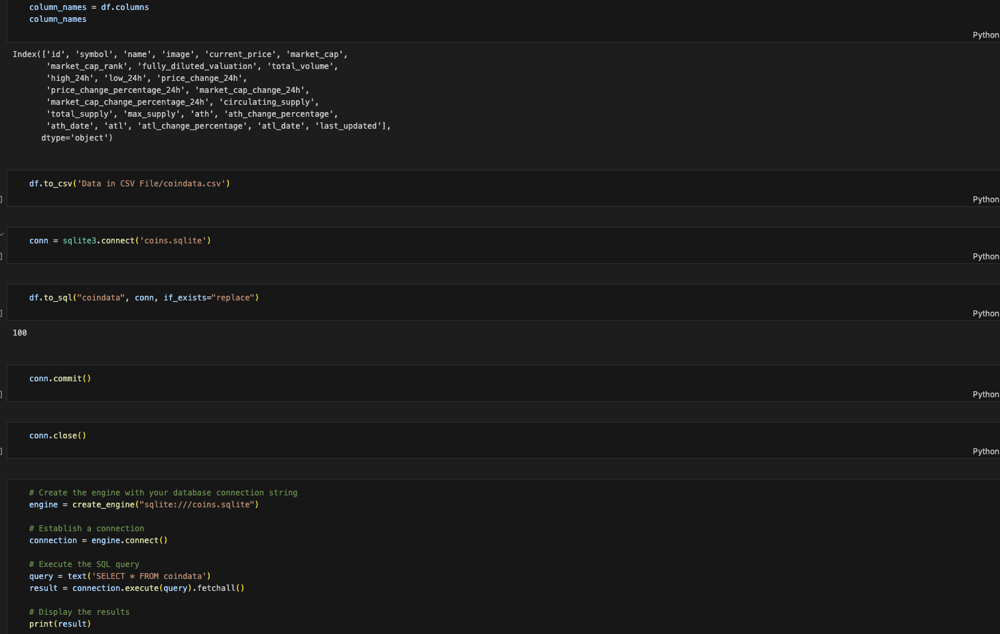 column_names = df.columns
column_names
Python
Index(['id', 'symbol', 'name', 'image', 'current_price', 'market_cap',
'market_cap_rank', 'fully_diluted_valuation', 'total_volume',
'high_24h', 'low_24h', 'price_change_24h',
'price_change_percentage_24h', 'market_cap_change_24h',
'market_cap_change_percentage_24h', 'circulating_supply',
'total_supply', 'max_supply', 'ath', 'ath_change_percentage',
'ath_date', 'atl', 'atl_change_percentage', 'atl_date', 'last_updated'],
dtype='object')
df.to_csv('Data in CSV File/coindata.csv')
]
Python
conn = sqlite3.connect('coins.sqlite')
]
Python
df.to_sql("coindata", conn, if_exists="replace")
]
Python
100
conn.commit()
]
Python
conn.close()
]
Python
# Create the engine with your database connection string
engine = create_engine("sqlite:///coins.sqlite")
# Establish a connection
connection = engine.connect()
# Execute the SQL query
query = text('SELECT * FROM coindata')
result = connection.execute(query).fetchall()
# Display the results
print(result)